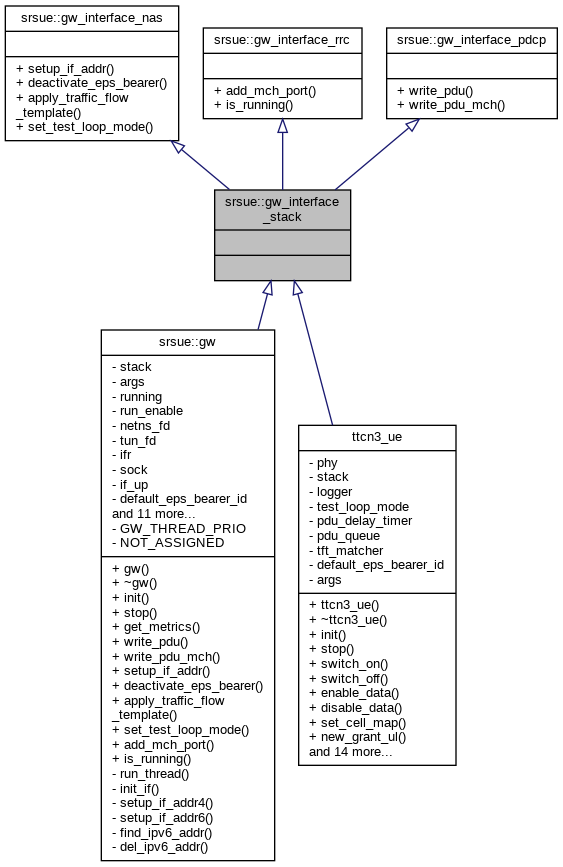 srsue::gw_interface_nas
+ setup_if_addr()
+ deactivate_eps_bearer()
+ apply_traffic_flow
_template()
+ set_test_loop_mode()
srsue::gw_interface_rrc
+ add_mch_port()
+ is_running()
srsue::gw_interface_pdcp
+ write_pdu()
+ write_pdu_mch()
srsue::gw_interface
_stack
srsue::gw
- stack
- args
- running
- run_enable
- netns_fd
- tun_fd
- ifr
- sock
- if_up
- default_eps_bearer_id
and 11 more...
- GW_THREAD_PRIO
- NOT_ASSIGNED
+ gw()
+ ~gw()
+ init()
+ stop()
+ get_metrics()
+ write_pdu()
+ write_pdu_mch()
+ setup_if_addr()
+ deactivate_eps_bearer()
+ apply_traffic_flow
_template()
+ set_test_loop_mode()
+ add_mch_port()
+ is_running()
- run_thread()
- init_if()
- setup_if_addr4()
- setup_if_addr6()
- find_ipv6_addr()
- del_ipv6_addr()
ttcn3_ue
- phy
- stack
- logger
- test_loop_mode
- pdu_delay_timer
- pdu_queue
- tft_matcher
- default_eps_bearer_id
- args
+ ttcn3_ue()
+ ~ttcn3_ue()
+ init()
+ stop()
+ switch_on()
+ switch_off()
+ enable_data()
+ disable_data()
+ set_cell_map()
+ new_grant_ul()
and 14 more...